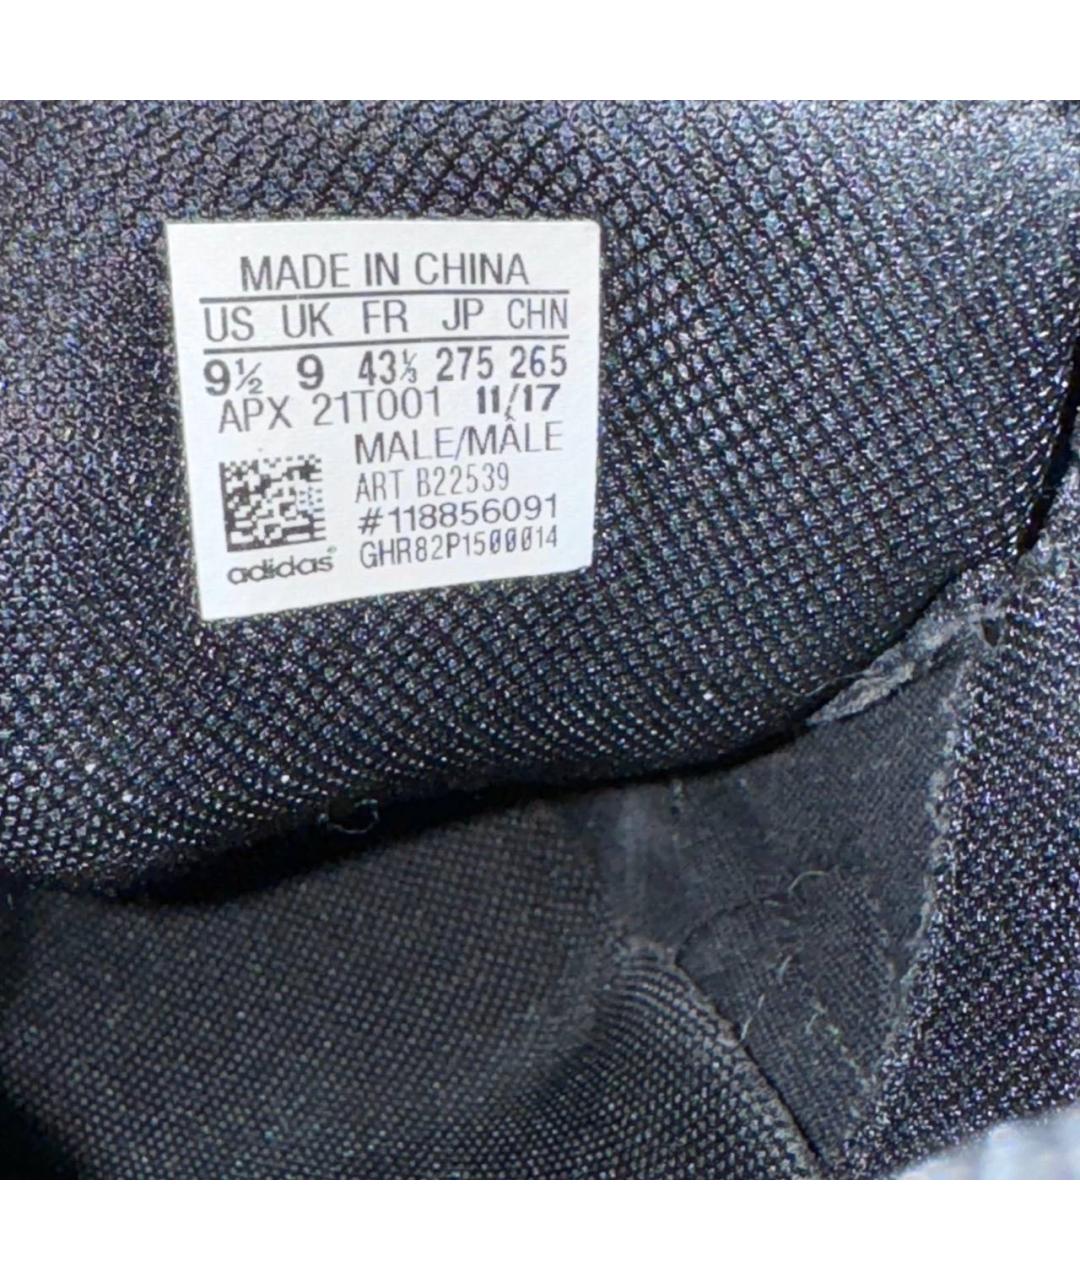 MADE IN CHINA
US UK FR JP CHN
9½ 9 43⅓ 275 265
APX 21T001 11/17
MALE/MÂLE
ART B22539
#118856091
GHR82P1500014
adidas®